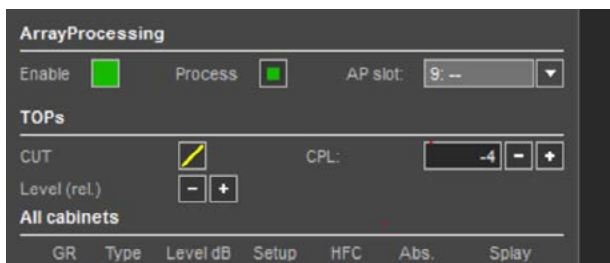 ArrayProcessing
Enable Process AP slot: 9: --
TOPs
CUT CPL: -4 - +
Level (rel.) - +
All cabinets
GR Type Level dB Setup HFC Abs. Splay